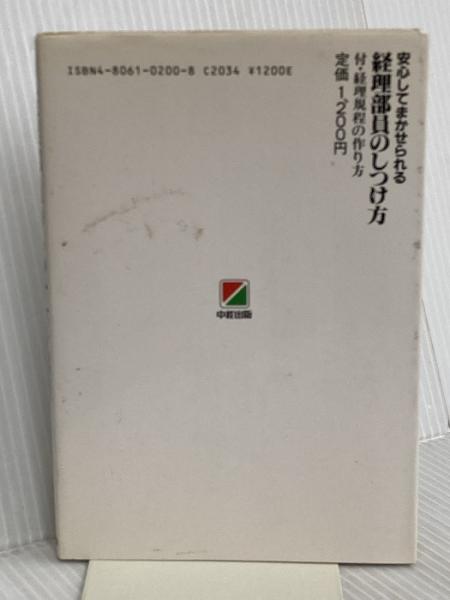 ISBN4-8061-0200-8 C2034 ¥1200E
安心してまかせられる
経理部員のしつけ方
付・経理規程の作り方
定価 1,200円
中経出版